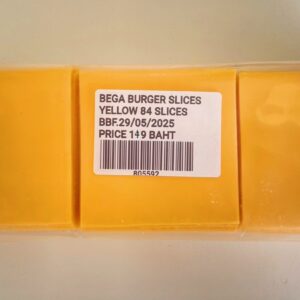 BEGA BURGER SLICES
YELLOW 84 SLICES
BBF.29/05/2025
PRICE 149 BAHT
805592